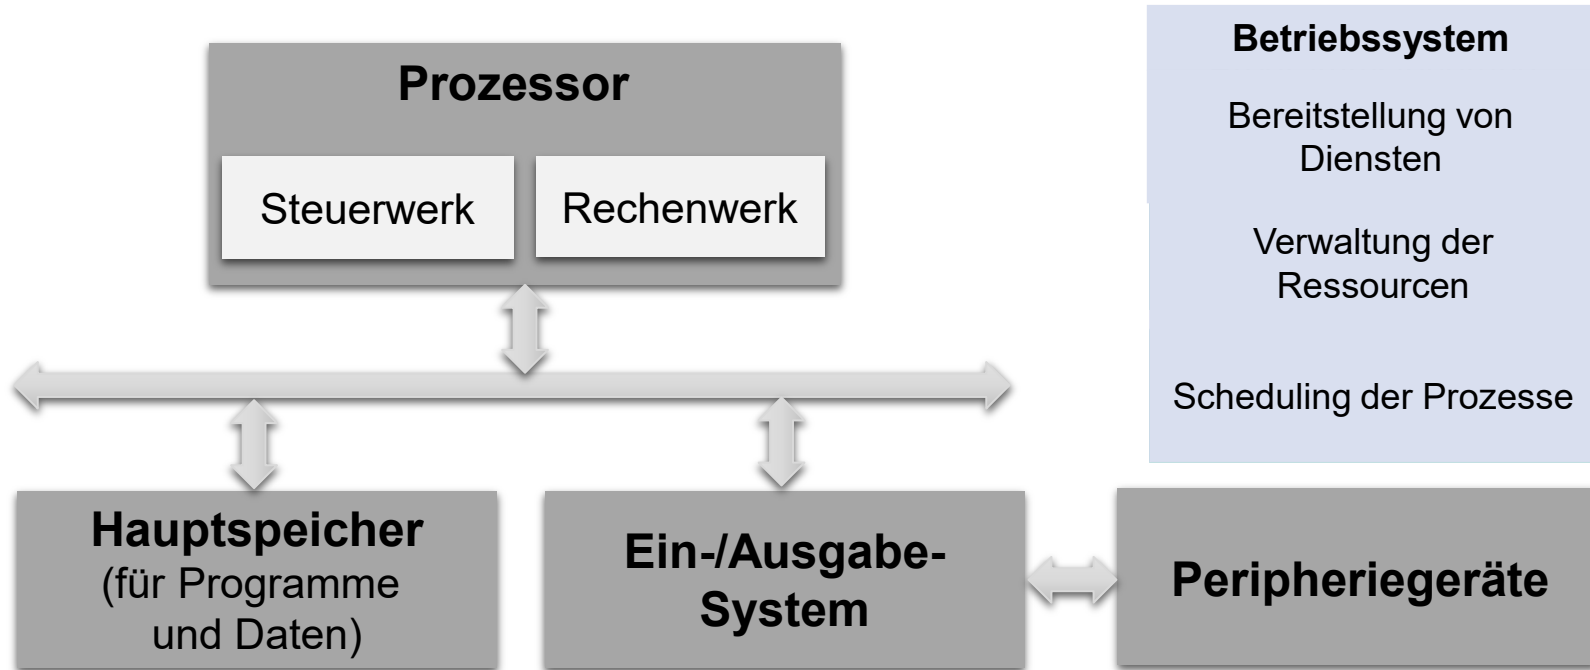 Prozessor
Steuerwerk
Rechenwerk
Hauptspeicher
(für Programme
und Daten)
Ein-/Ausgabe-
System
Peripheriegeräte
Betriebssystem
Bereitstellung von
Diensten
Verwaltung der
Ressourcen
Scheduling der Prozesse